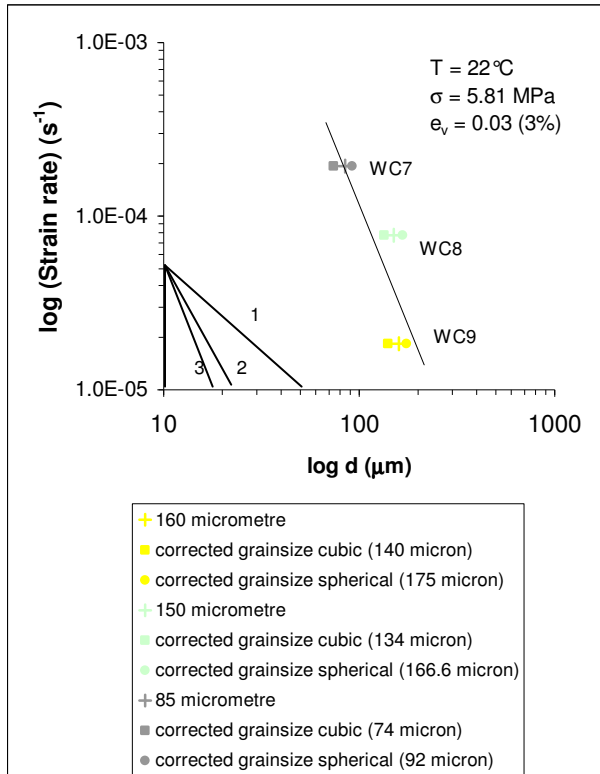 1.0E-03
T = 22°C
σ = 5.81 MPa
eᵥ = 0.03 (3%)
WC7
1.0E-04
WC8
log (Strain rate) (s⁻¹)
1
WC9
3
2
1.0E-05
10
100
1000
log d (μm)
160 micrometre
corrected grainsize cubic (140 micron)
corrected grainsize spherical (175 micron)
150 micrometre
corrected grainsize cubic (134 micron)
corrected grainsize spherical (166.6 micron)
85 micrometre
corrected grainsize cubic (74 micron)
corrected grainsize spherical (92 micron)